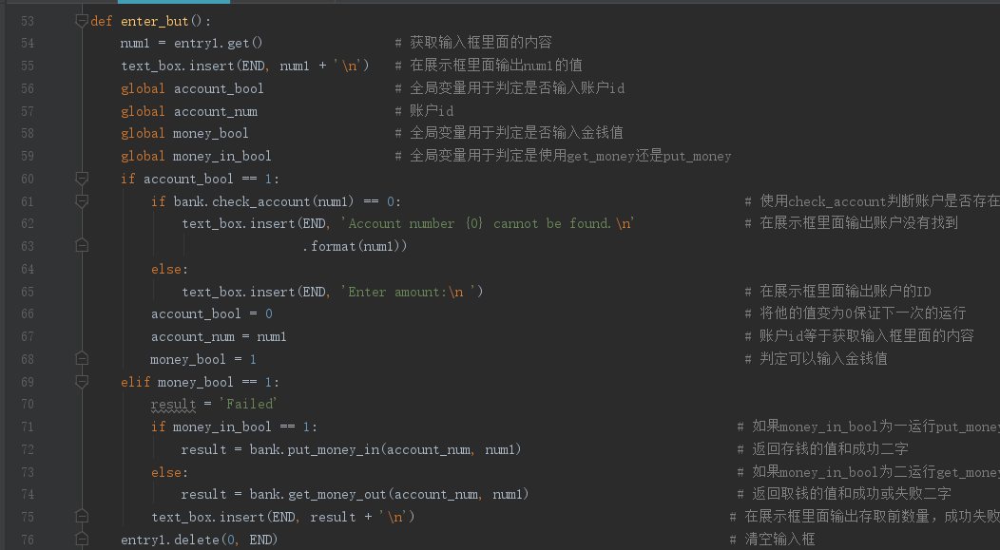 53 def enter_but():
54 num1 = entry1.get() # 获取输入框里面的内容
55 text_box.insert(END, num1 + '\n') # 在展示框里面输出num1的值
56 global account_bool # 全局变量用于判定是否输入账户id
57 global account_num # 账户id
58 global money_bool # 全局变量用于判定是否输入金钱值
59 global money_in_bool # 全局变量用于判定是使用get_money还是put_money
60 if account_bool == 1:
61 if bank.check_account(num1) == 0: # 使用check_account判断账户是否存在
62 text_box.insert(END, 'Account number {0} cannot be found.\n' # 在展示框里面输出账户没有找到
63 .format(num1))
64 else:
65 text_box.insert(END, 'Enter amount:\n ') # 在展示框里面输出账户的ID
66 account_bool = 0 # 将他的值变为0保证下一次的运行
67 account_num = num1 # 账户id等于获取输入框里面的内容
68 money_bool = 1 # 判定可以输入金钱值
69 elif money_bool == 1:
70 result = 'Failed'
71 if money_in_bool == 1: # 如果money_in_bool为一运行put_money
72 result = bank.put_money_in(account_num, num1) # 返回存钱的值和成功二字
73 else: # 如果money_in_bool为二运行get_money
74 result = bank.get_money_out(account_num, num1) # 返回取钱的值和成功或失败二字
75 text_box.insert(END, result + '\n') # 在展示框里面输出存取前数量，成功失败
76 entry1.delete(0, END) # 清空输入框